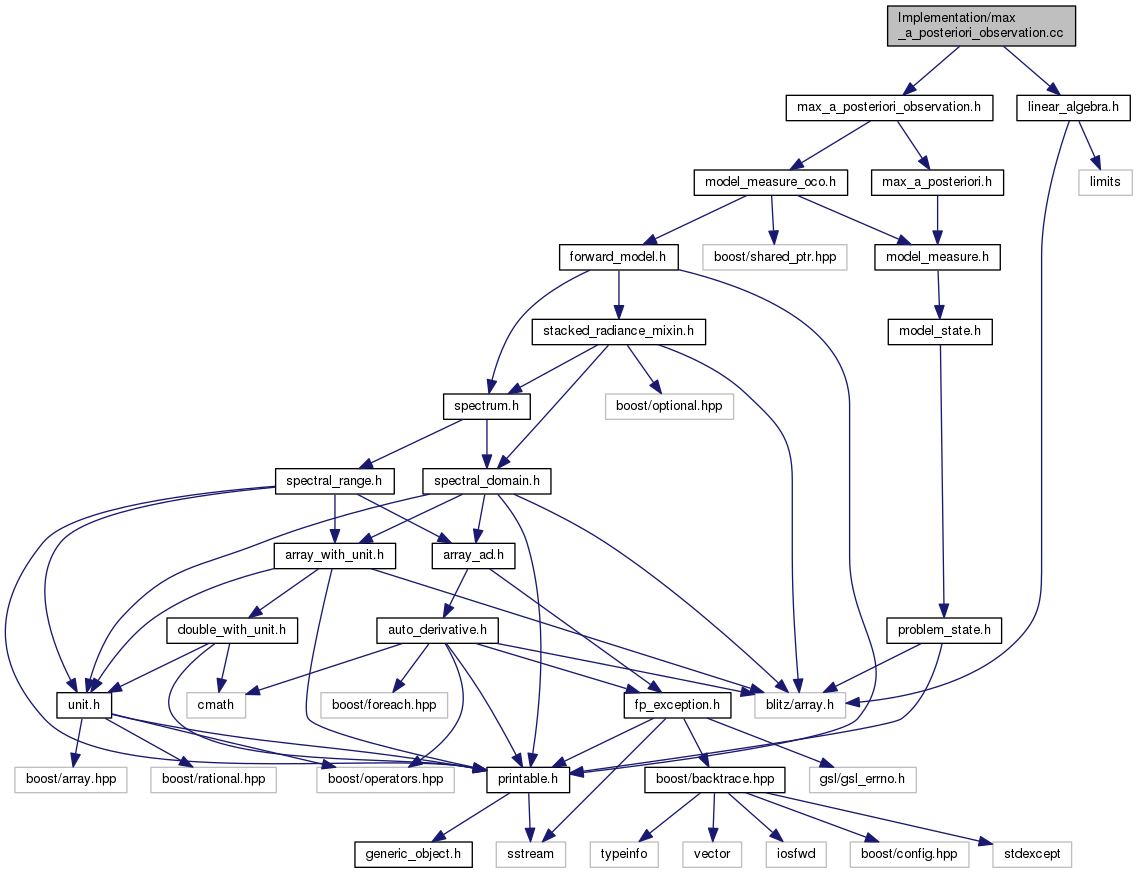 Implementation/max
_a_posteriori_observation.cc
max_a_posteriori_observation.h
linear_algebra.h
model_measure_oco.h
max_a_posteriori.h
limits
forward_model.h
boost/shared_ptr.hpp
model_measure.h
stacked_radiance_mixin.h
model_state.h
spectrum.h
boost/optional.hpp
spectral_range.h
spectral_domain.h
array_with_unit.h
array_ad.h
double_with_unit.h
auto_derivative.h
problem_state.h
unit.h
cmath
boost/foreach.hpp
fp_exception.h
blitz/array.h
boost/array.hpp
boost/rational.hpp
boost/operators.hpp
printable.h
boost/backtrace.hpp
gsl/gsl_errno.h
generic_object.h
sstream
typeinfo
vector
iosfwd
boost/config.hpp
stdexcept